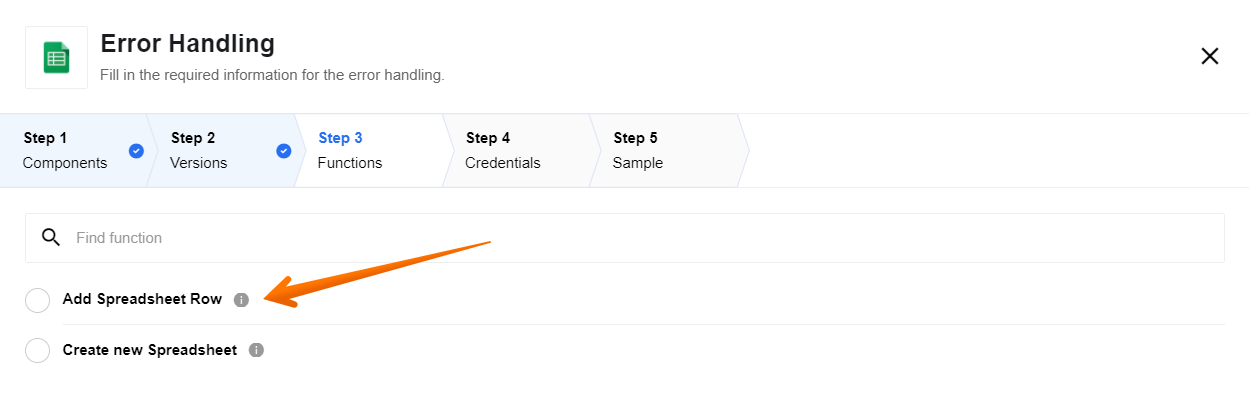 Error Handling
Fill in the required information for the error handling.
Step 1
Components
Step 2
Versions
Step 3
Functions
Step 4
Credentials
Step 5
Sample
Find function
Add Spreadsheet Row
Create new Spreadsheet